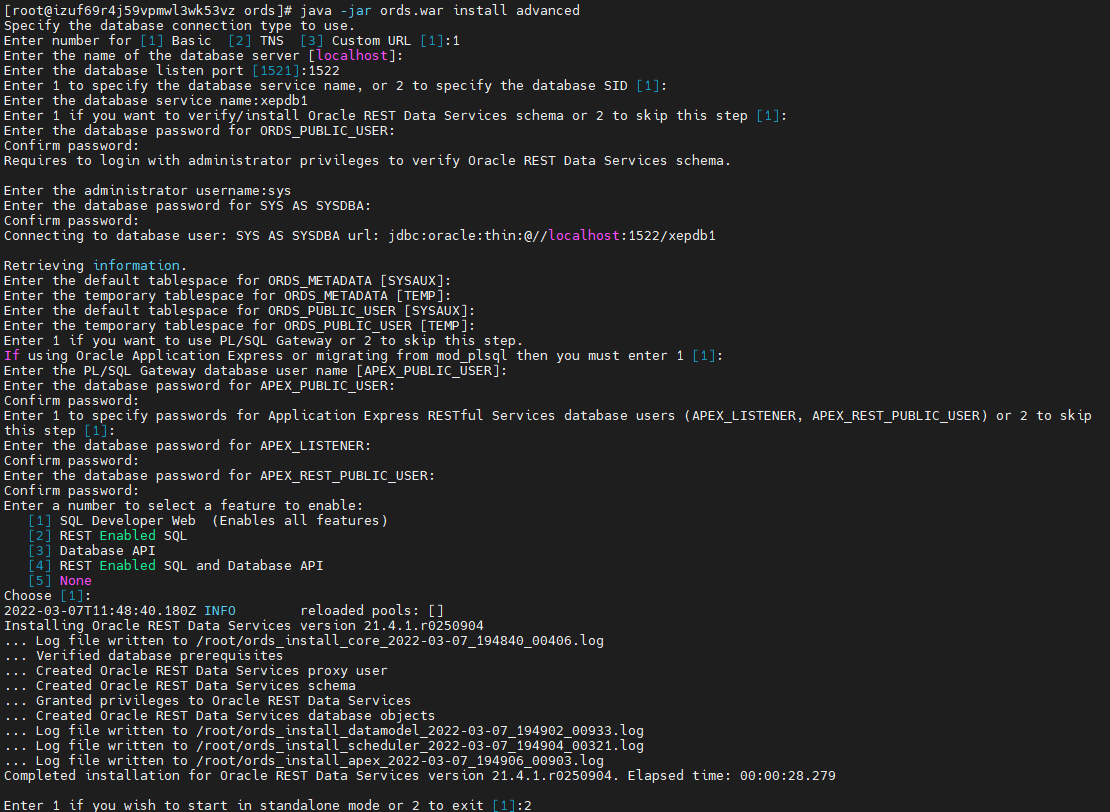 [root@izuf69r4j59vpmwl3wk53vz ords]# java -jar ords.war install advanced
Specify the database connection type to use.
Enter number for [1] Basic  [2] TNS  [3] Custom URL [1]:1
Enter the name of the database server [localhost]:
Enter the database listen port [1521]:1522
Enter 1 to specify the database service name, or 2 to specify the database SID [1]:
Enter the database service name:xepdb1
Enter 1 if you want to verify/install Oracle REST Data Services schema or 2 to skip this step [1]:
Enter the database password for ORDS_PUBLIC_USER:
Confirm password:
Requires to login with administrator privileges to verify Oracle REST Data Services schema.

Enter the administrator username:sys
Enter the database password for SYS AS SYSDBA:
Confirm password:
Connecting to database user: SYS AS SYSDBA url: jdbc:oracle:thin:@//localhost:1522/xepdb1

Retrieving information.
Enter the default tablespace for ORDS_METADATA [SYSAUX]:
Enter the temporary tablespace for ORDS_METADATA [TEMP]:
Enter the default tablespace for ORDS_PUBLIC_USER [SYSAUX]:
Enter the temporary tablespace for ORDS_PUBLIC_USER [TEMP]:
Enter 1 if you want to use PL/SQL Gateway or 2 to skip this step.
If using Oracle Application Express or migrating from mod_plsql then you must enter 1 [1]:
Enter the PL/SQL Gateway database user name [APEX_PUBLIC_USER]:
Enter the database password for APEX_PUBLIC_USER:
Confirm password:
Enter 1 to specify passwords for Application Express RESTful Services database users (APEX_LISTENER, APEX_REST_PUBLIC_USER) or 2 to skip
this step [1]:
Enter the database password for APEX_LISTENER:
Confirm password:
Enter the database password for APEX_REST_PUBLIC_USER:
Confirm password:
Enter a number to select a feature to enable:
   [1] SQL Developer Web  (Enables all features)
   [2] REST Enabled SQL
   [3] Database API
   [4] REST Enabled SQL and Database API
   [5] None
Choose [1]:
2022-03-07T11:48:40.180Z INFO        reloaded pools: []
Installing Oracle REST Data Services version 21.4.1.r0250904
... Log file written to /root/ords_install_core_2022-03-07_194840_00406.log
... Verified database prerequisites
... Created Oracle REST Data Services proxy user
... Created Oracle REST Data Services schema
... Granted privileges to Oracle REST Data Services
... Created Oracle REST Data Services database objects
... Log file written to /root/ords_install_datamodel_2022-03-07_194902_00933.log
... Log file written to /root/ords_install_scheduler_2022-03-07_194904_00321.log
... Log file written to /root/ords_install_apex_2022-03-07_194906_00903.log
Completed installation for Oracle REST Data Services version 21.4.1.r0250904. Elapsed time: 00:00:28.279

Enter 1 if you wish to start in standalone mode or 2 to exit [1]:2